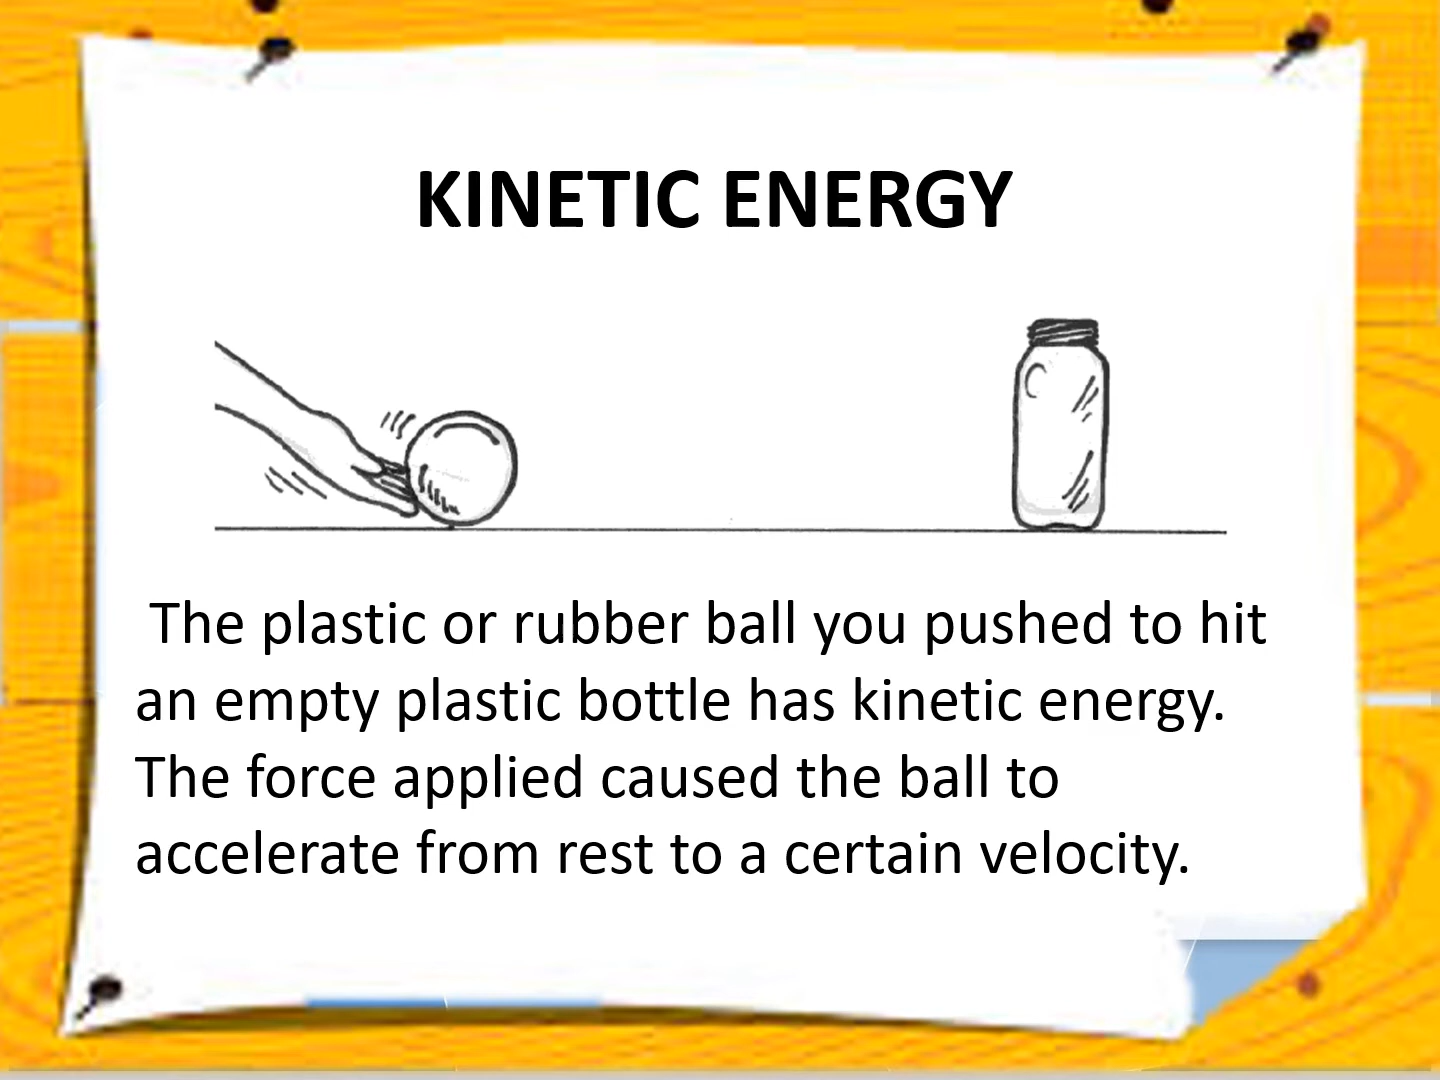 KINETIC ENERGY
The plastic or rubber ball you pushed to hit
an empty plastic bottle has kinetic energy.
The force applied caused the ball to
accelerate from rest to a certain velocity.